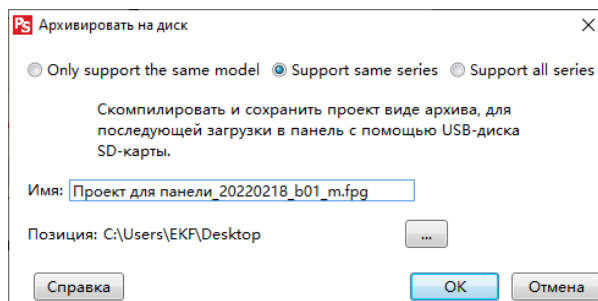 PS Архивировать на диск
Only support the same model Support same series Support all series
Скомпилировать и сохранить проект виде архива, для
последующей загрузки в панель с помощью USB-диска
SD-карты.
Имя: Проект для панели_20220218_b01_m.fpg
Позиция: C:\Users\EKF\Desktop ...
Справка OK Отмена